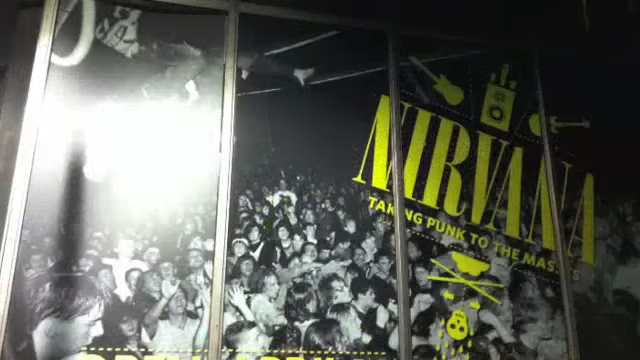 NIRVANA
TAKING PUNK TO THE MASSES